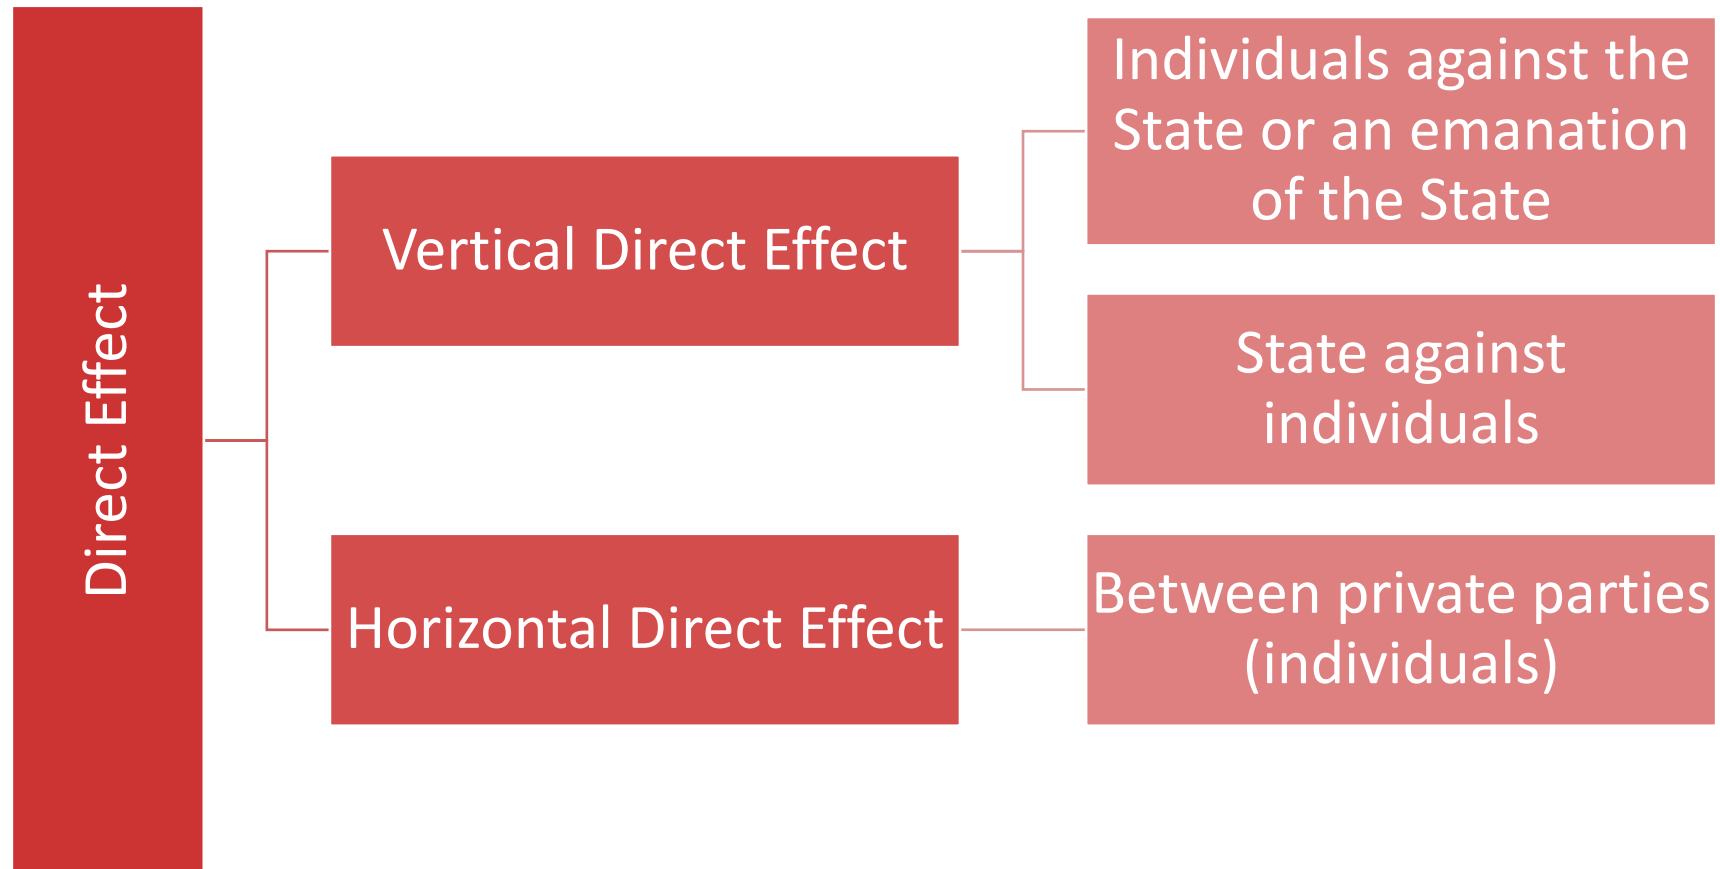 Direct Effect
Vertical Direct Effect
Individuals against the
State or an emanation
of the State
State against
individuals
Horizontal Direct Effect
Between private parties
(individuals)